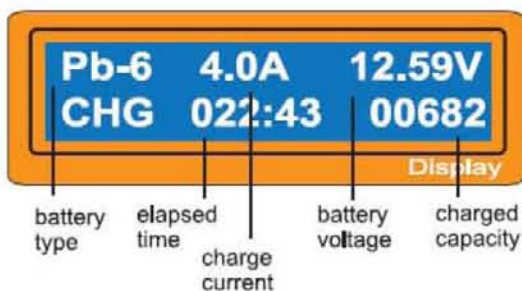 Pb-6 4.0A 12.59V
CHG 022:43 00682
Display
battery type
elapsed time
charge current
battery voltage
charged capacity